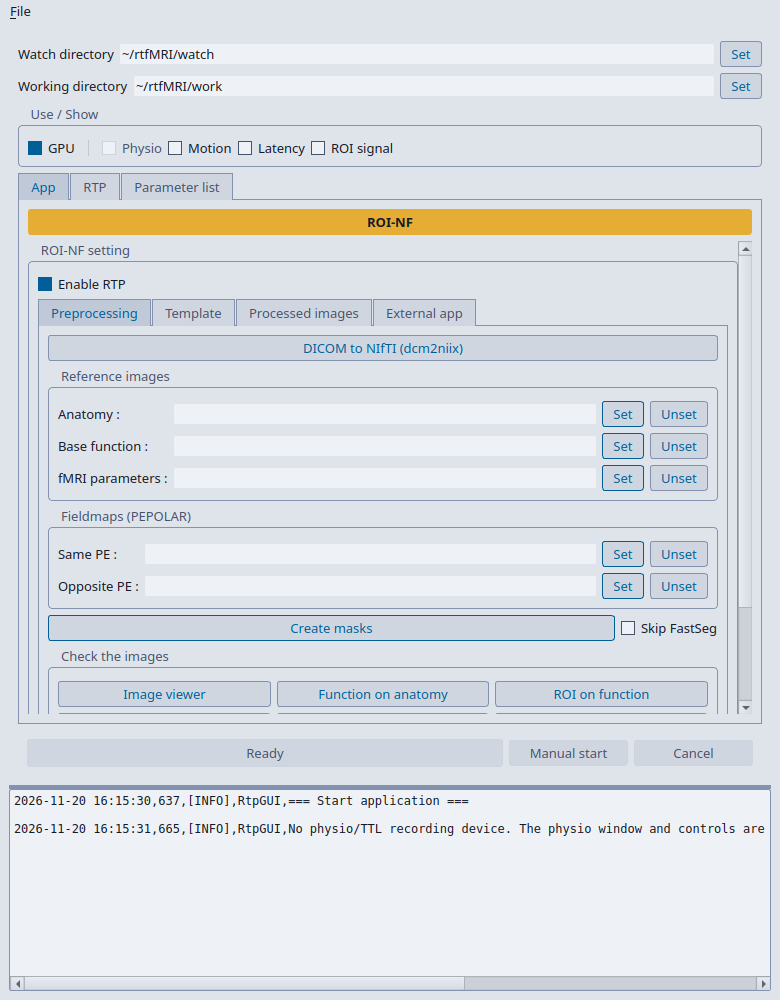 File
Watch directory ~/rtfMRI/watch Set
Working directory ~/rtfMRI/work Set
Use / Show
GPU Physio Motion Latency ROI signal
App RTP Parameter list
ROI-NF
ROI-NF setting
Enable RTP
Preprocessing Template Processed images External app
DICOM to NIfTI (dcm2niix)
Reference images
Anatomy : Set Unset
Base function : Set Unset
fMRI parameters : Set Unset
Fieldmaps (PEPOLAR)
Same PE : Set Unset
Opposite PE : Set Unset
Create masks Skip FastSeg
Check the images
Image viewer Function on anatomy ROI on function
Ready Manual start Cancel
2026-11-20 16:15:30,637,[INFO],RtpGUI,=== Start application ===
2026-11-20 16:15:31,665,[INFO],RtpGUI,No physio/TTL recording device. The physio window and controls are